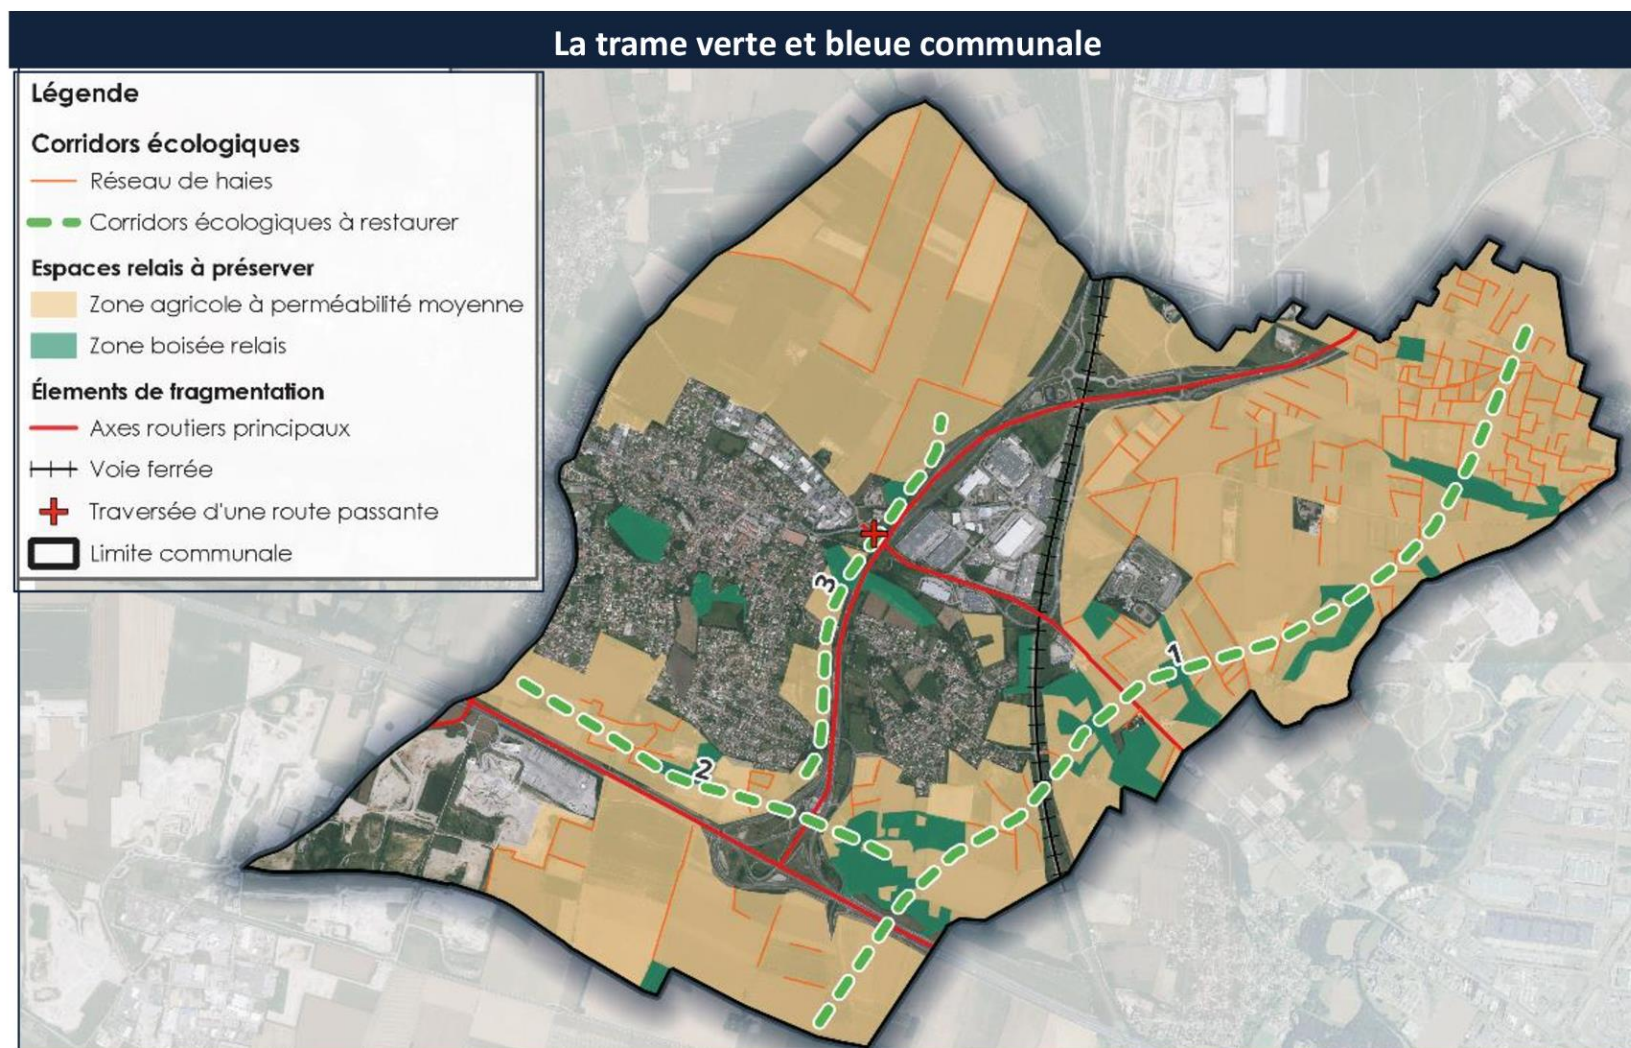 La trame verte et bleue communale
Légende
Corridors écologiques
Réseau de haies
Corridors écologiques à restaurer
Espaces relais à préserver
Zone agricole à perméabilité moyenne
Zone boisée relais
Élements de fragmentation
Axes routiers principaux
Voie ferrée
Traversée d'une route passante
Limite communale
3
1
2